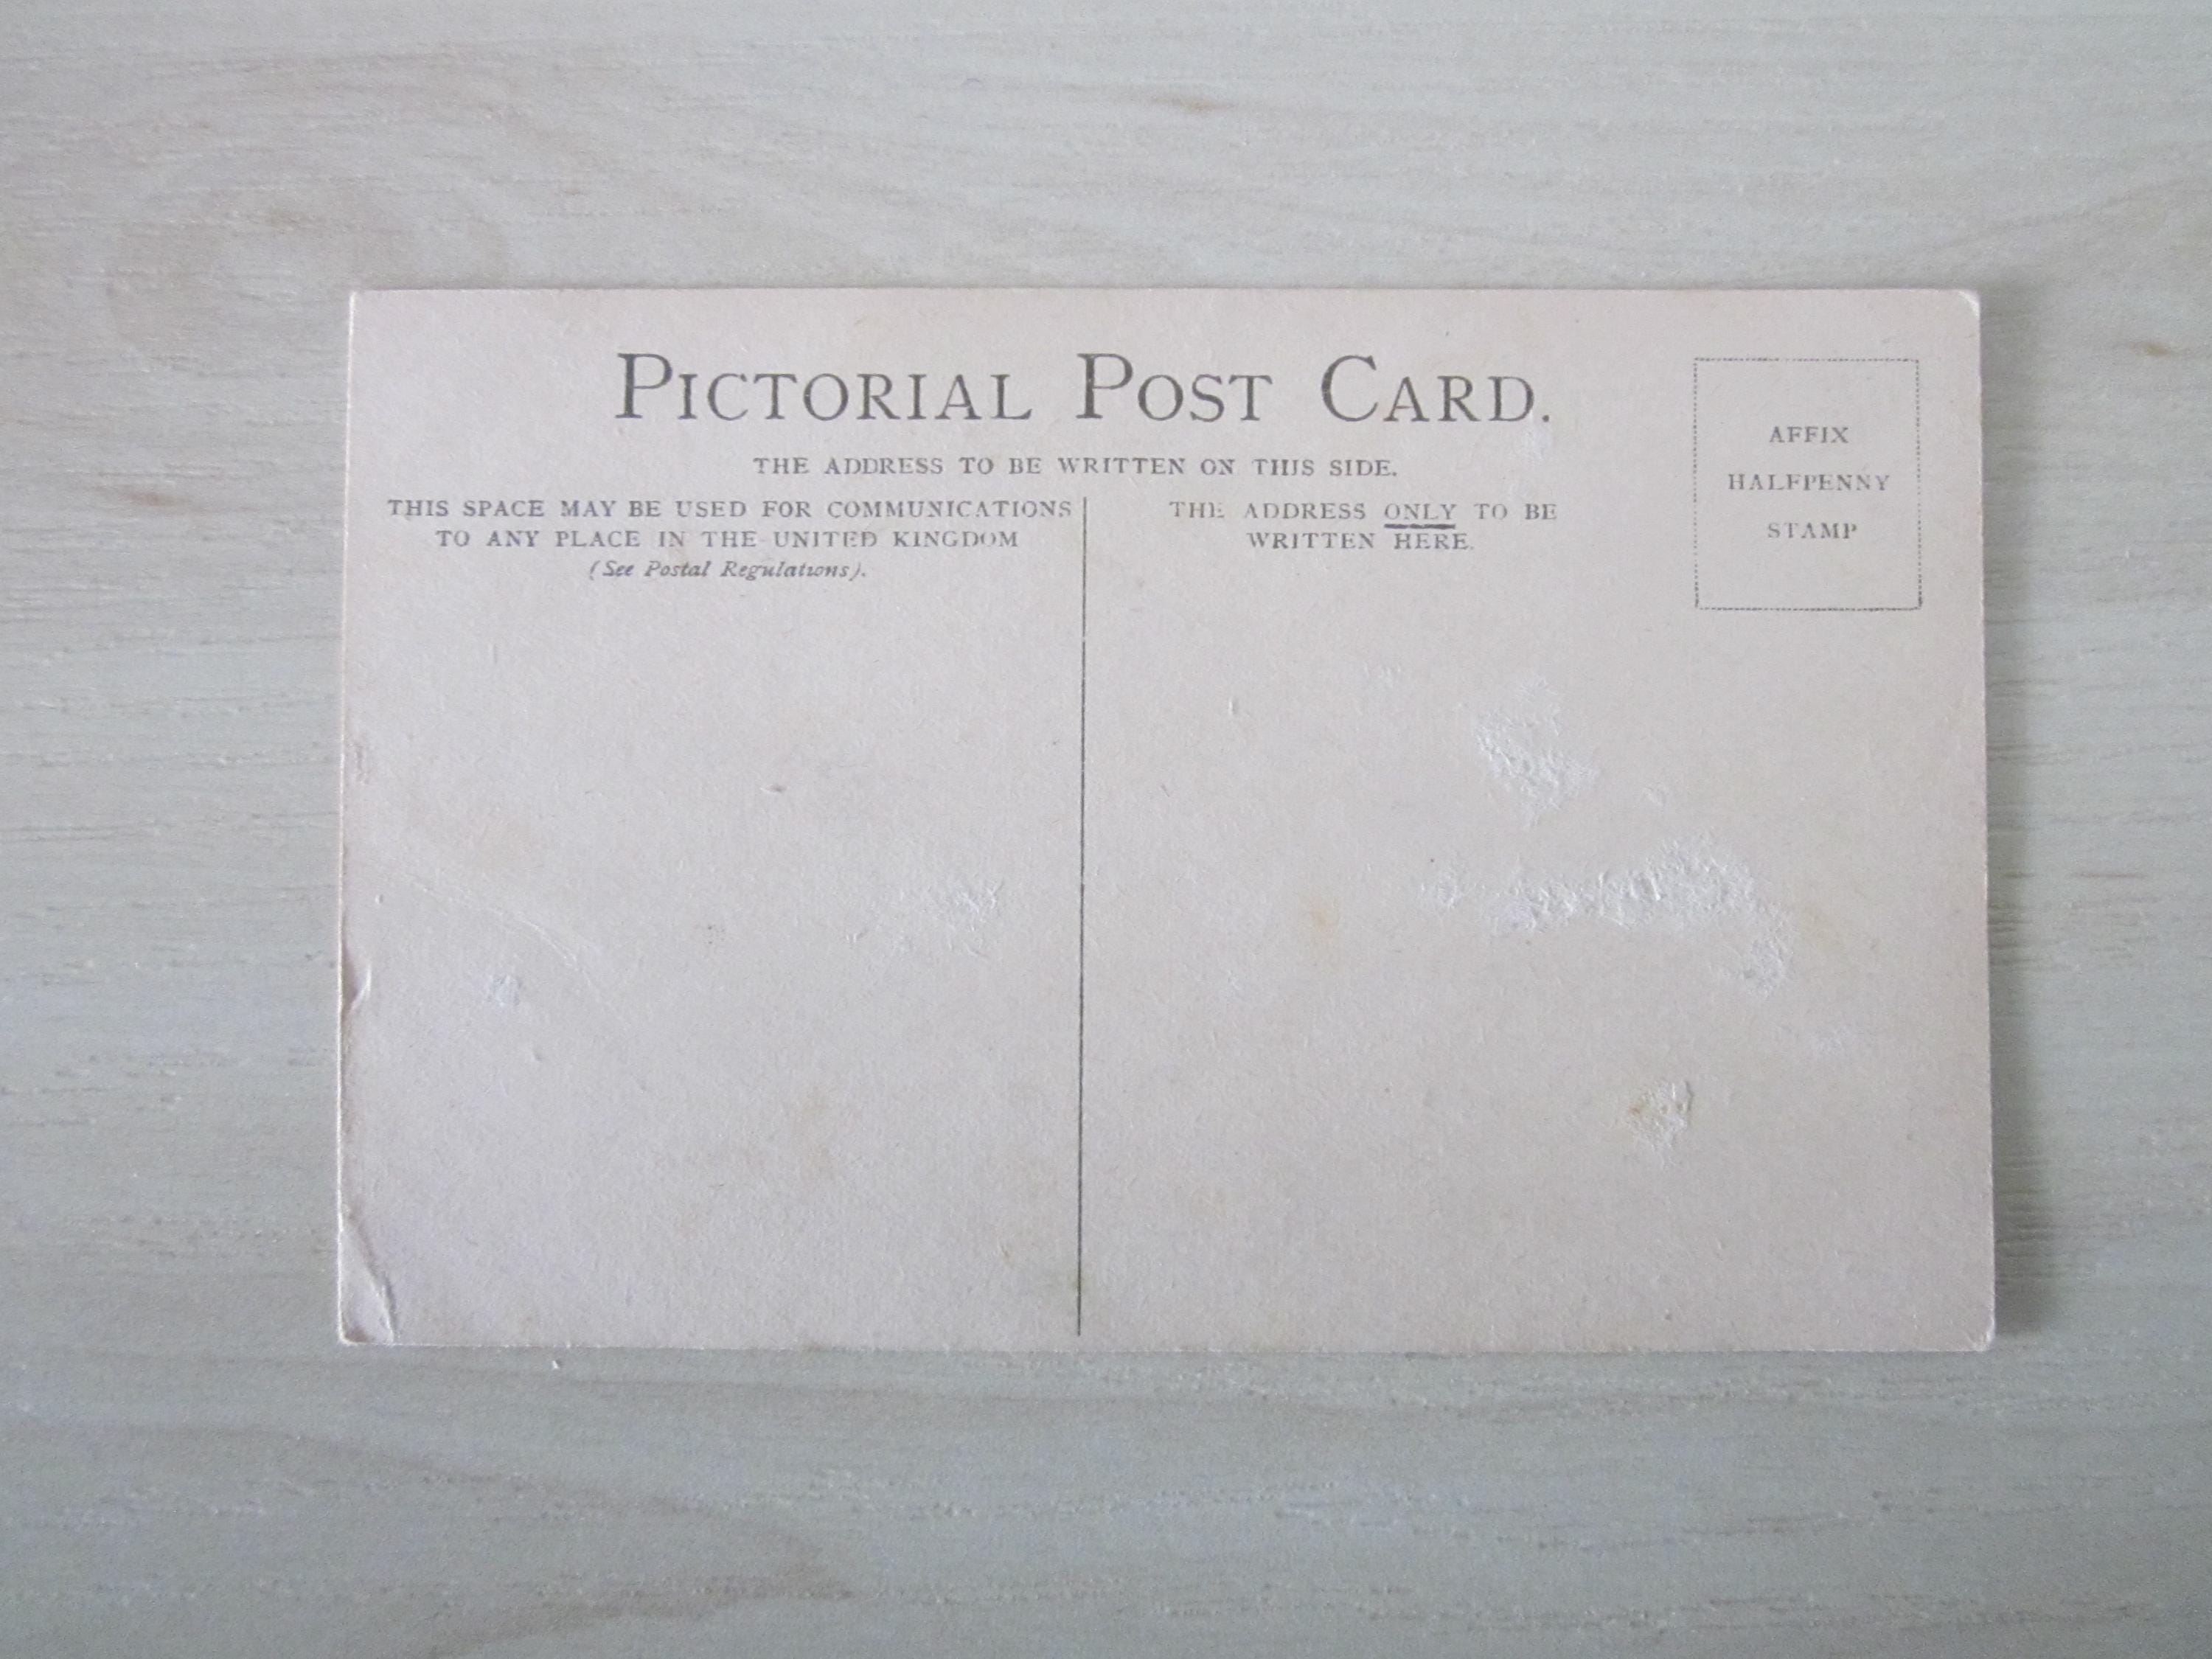 PICTORIAL POST CARD.
THE ADDRESS TO BE WRITTEN ON THIS SIDE.
THIS SPACE MAY BE USED FOR COMMUNICATIONS
TO ANY PLACE IN THE UNITED KINGDOM
(See Postal Regulations).
THE ADDRESS ONLY TO BE
WRITTEN HERE.
AFFIX
HALFPENNY
STAMP